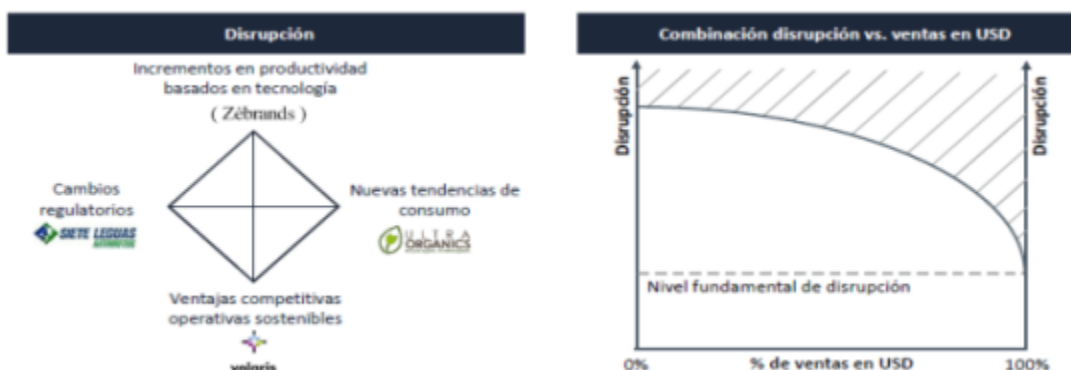 Disrupción
Incrementos en productividad
basados en tecnología
( Zēbrands )
Cambios
regulatorios
SIETE LEGUAS
Nuevas tendencias de
consumo
ULTRA
ORGANICS
Ventajas competitivas
operativas sostenibles
volaris
Combinación disrupción vs. ventas en USD
Disrupción
Disrupción
Nivel fundamental de disrupción
0%
% de ventas en USD
100%